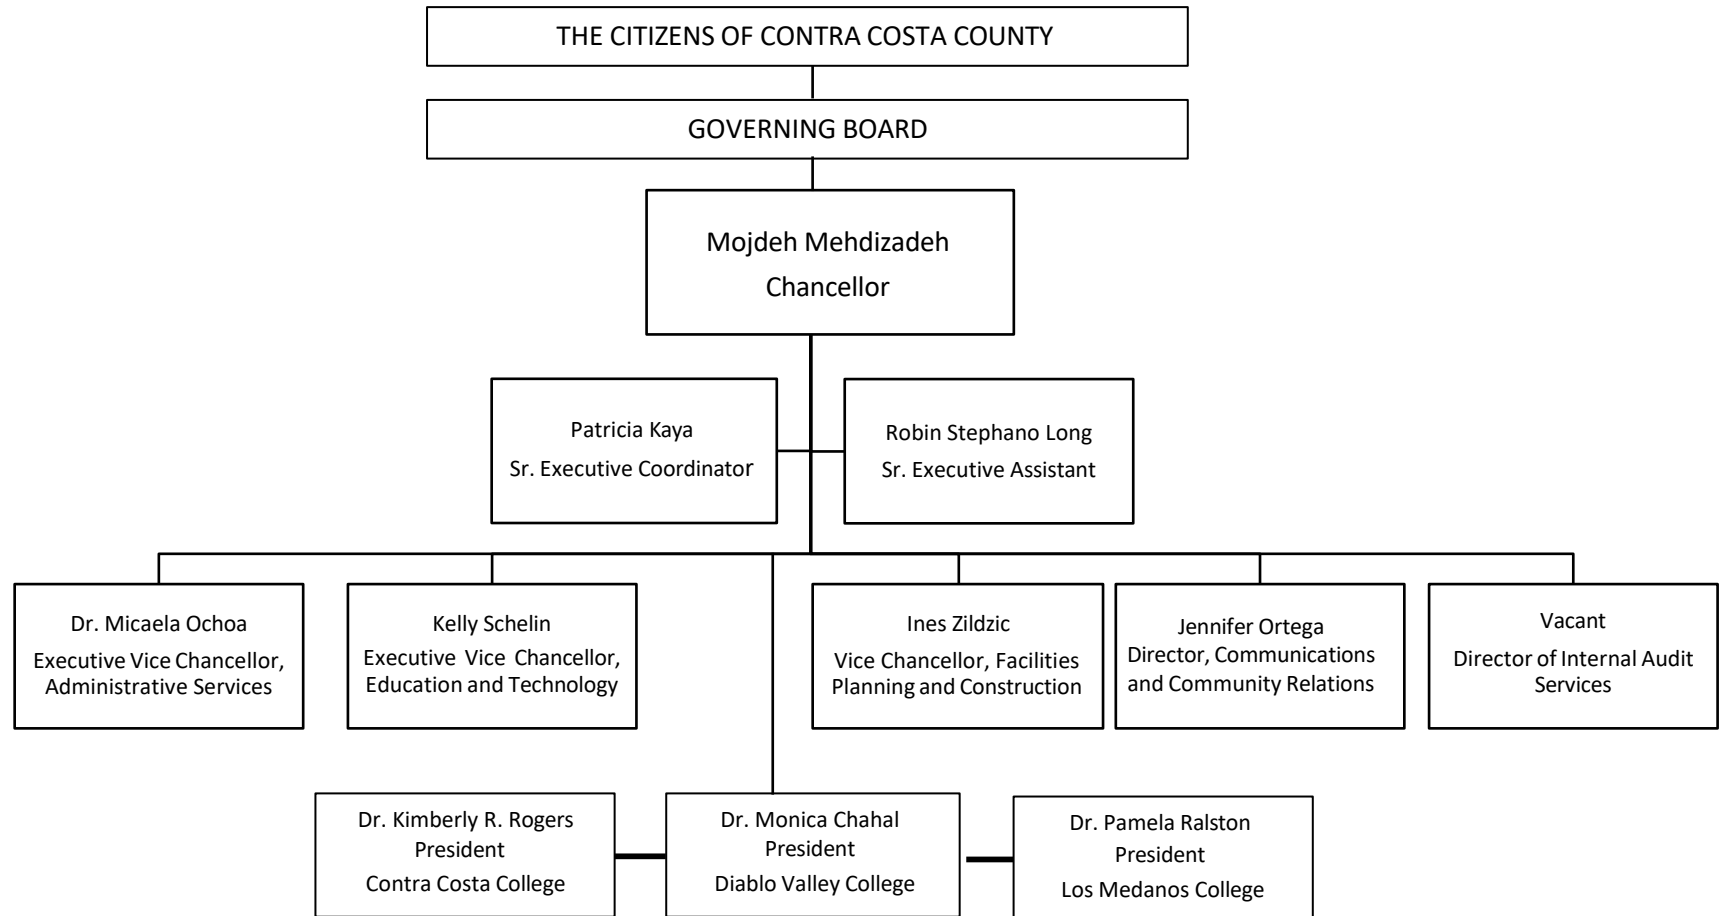 THE CITIZENS OF CONTRA COSTA COUNTY
GOVERNING BOARD
Mojdeh Mehdizadeh
Chancellor
Patricia Kaya
Sr. Executive Coordinator
Robin Stephano Long
Sr. Executive Assistant
Dr. Micaela Ochoa
Executive Vice Chancellor,
Administrative Services
Kelly Schelin
Executive Vice Chancellor,
Education and Technology
Ines Zildzic
Vice Chancellor, Facilities
Planning and Construction
Jennifer Ortega
Director, Communications
and Community Relations
Vacant
Director of Internal Audit
Services
Dr. Kimberly R. Rogers
President
Contra Costa College
Dr. Monica Chahal
President
Diablo Valley College
Dr. Pamela Ralston
President
Los Medanos College